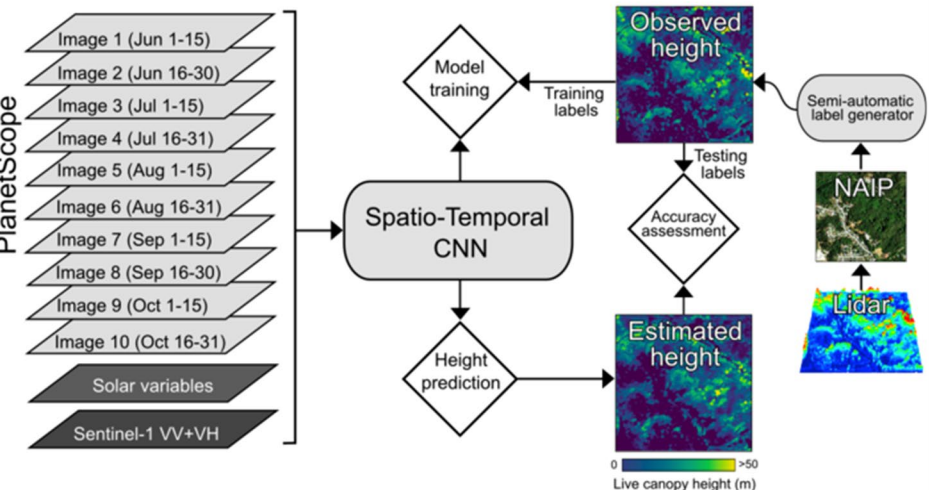 PlanetScope
Image 1 (Jun 1-15)
Image 2 (Jun 16-30)
Image 3 (Jul 1-15)
Image 4 (Jul 16-31)
Image 5 (Aug 1-15)
Image 6 (Aug 16-31)
Image 7 (Sep 1-15)
Image 8 (Sep 16-30)
Image 9 (Oct 1-15)
Image 10 (Oct 16-31)
Solar variables
Sentinel-1 VV+VH
Spatio-Temporal
CNN
Model
training
Height
prediction
Training
labels
Observed
height
Testing
labels
Accuracy
assessment
Estimated
height
0
>50
Live canopy height (m)
Semi-automatic
label generator
NAIP
Lidar